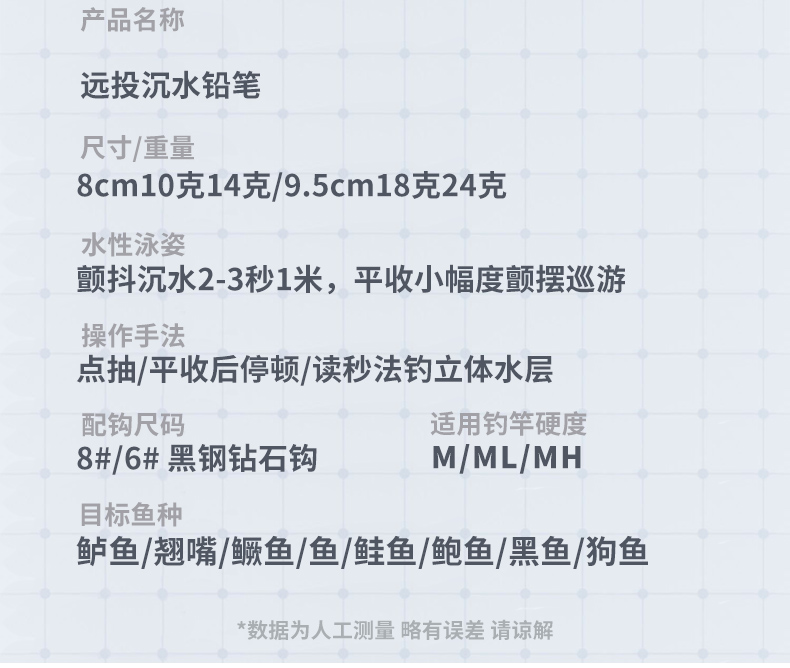 产品名称
远投沉水铅笔
尺寸/重量
8cm10克14克/9.5cm18克24克
水性泳姿
颤抖沉水2-3秒1米，平收小幅度颤摆巡游
操作手法
点抽/平收后停顿/读秒法钓立体水层
配钩尺码 适用钓竿硬度
8#/6# 黑钢钻石钩 M/ML/MH
目标鱼种
鲈鱼/翘嘴/鳜鱼/鱼/鲑鱼/鲍鱼/黑鱼/狗鱼
*数据为人工测量 略有误差 请谅解